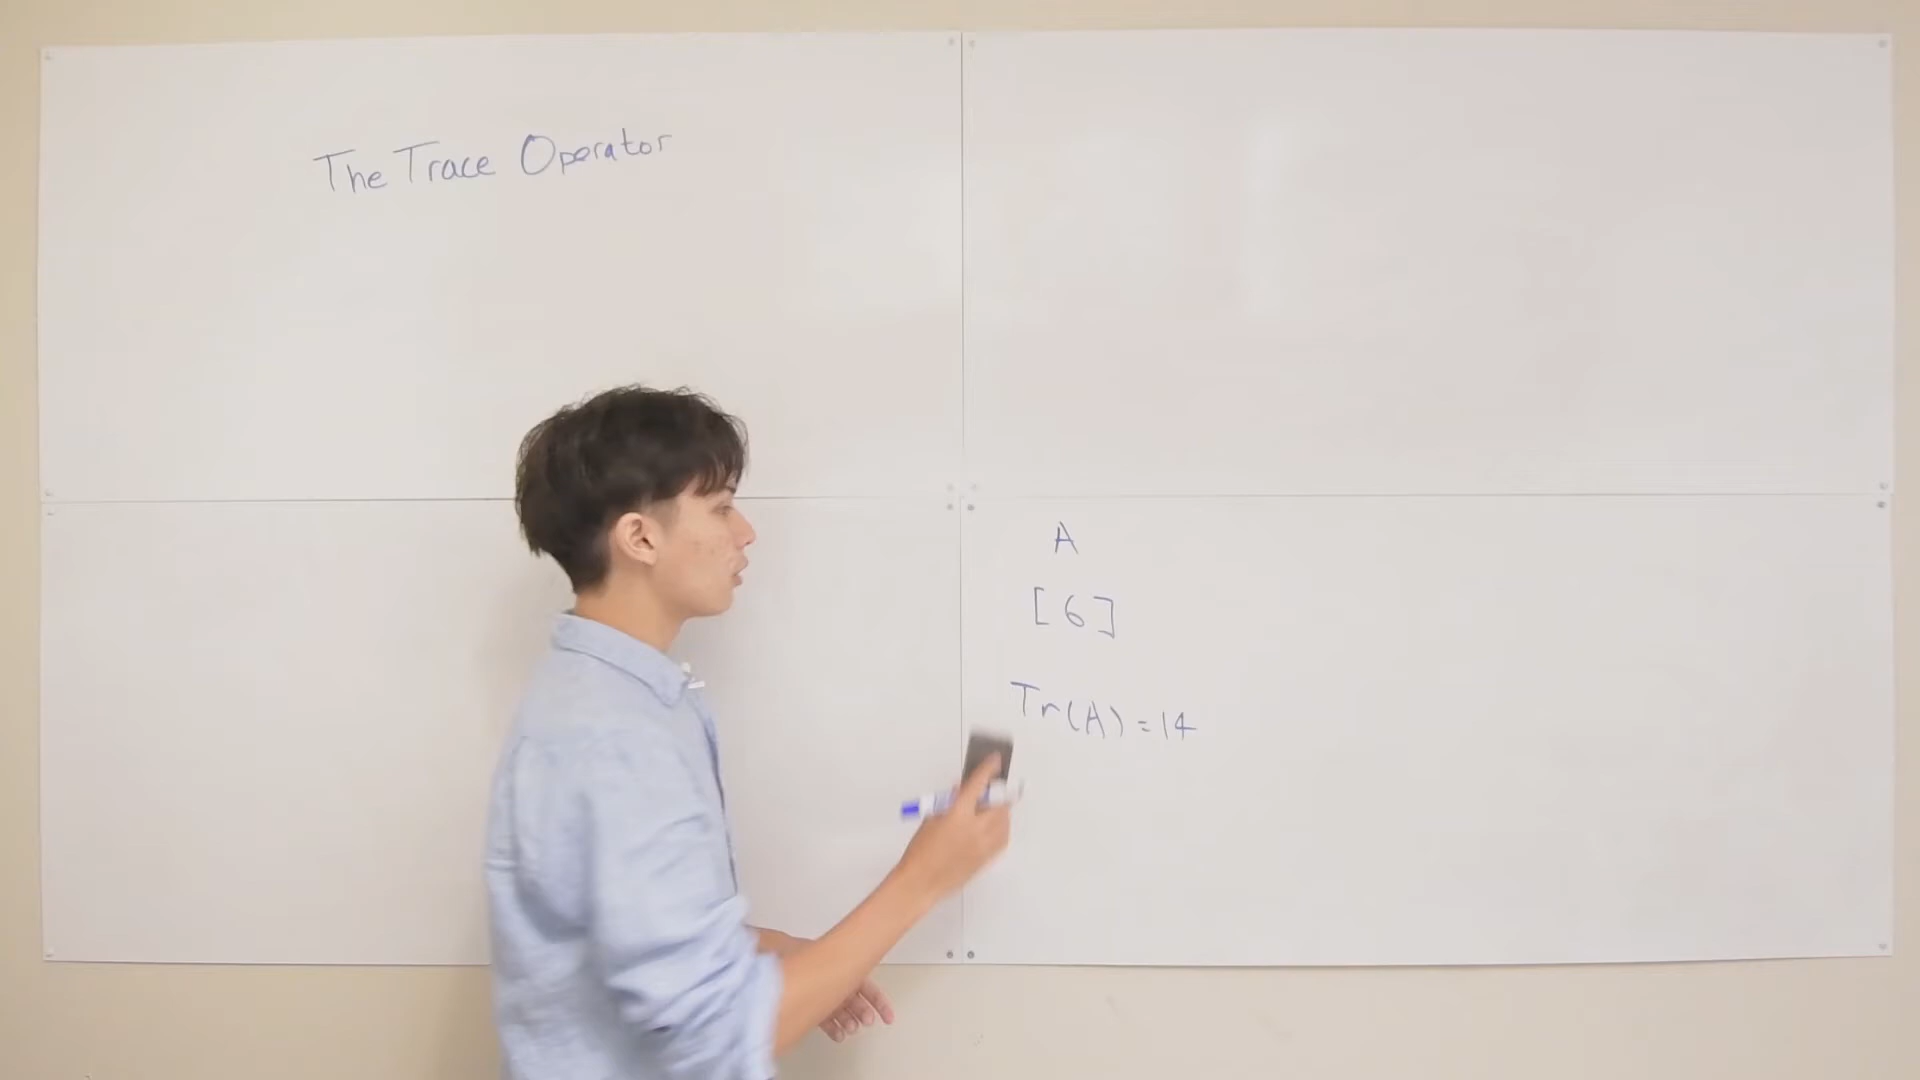 The Trace Operator
A
[6]
Tr(A) = 14